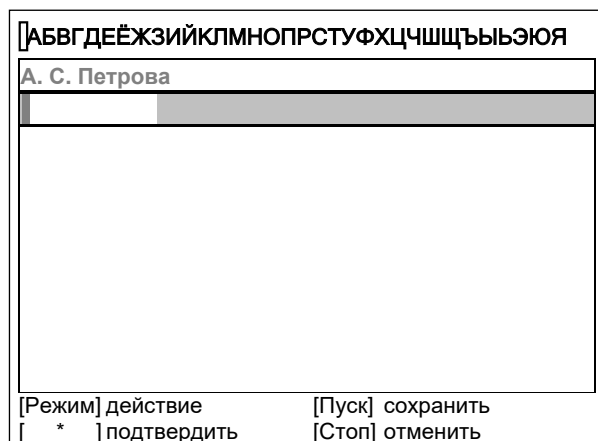 АБВГДЕЁЖЗИЙКЛМНОПРСТУФХЦЧШЩЪЫЬЭЮЯ
А. С. Петрова
[Режим] действие [Пуск] сохранить
[ * ] подтвердить [Стоп] отменить